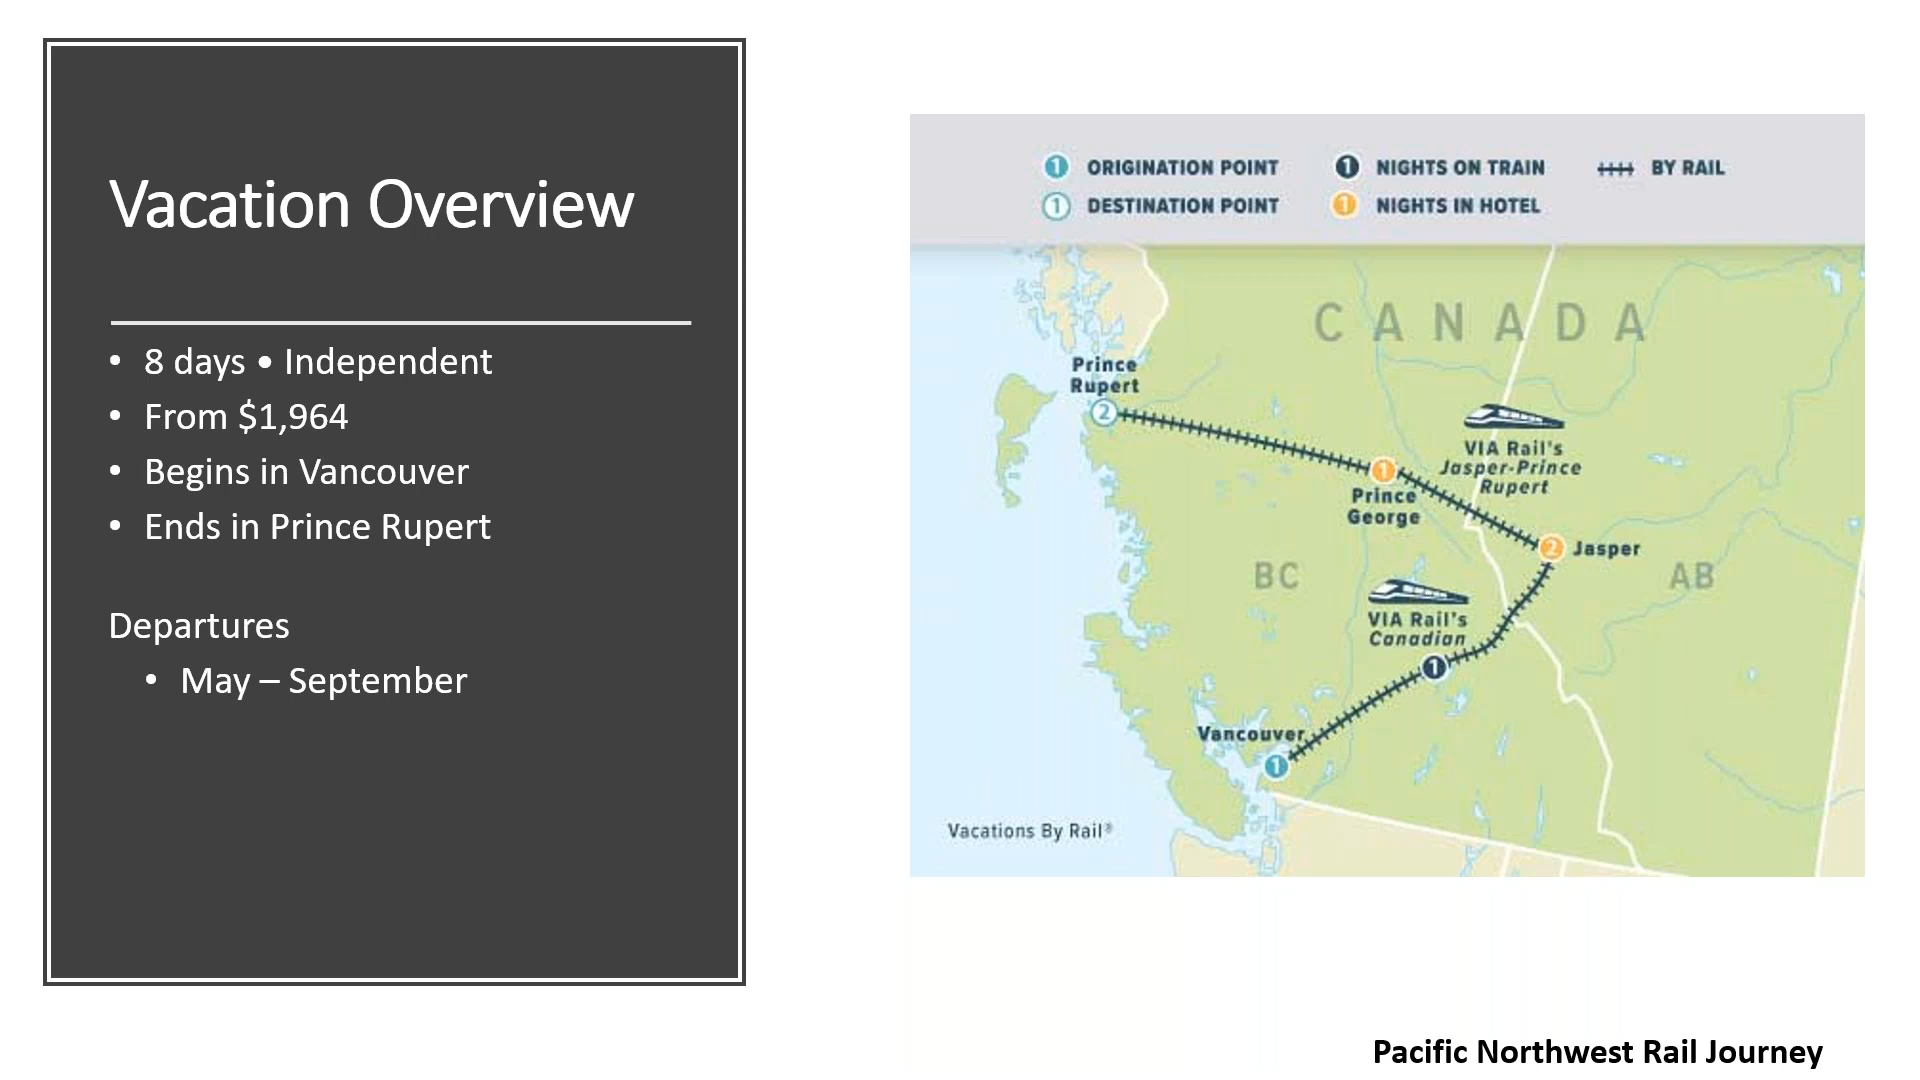 Vacation Overview
• 8 days • Independent
• From $1,964
• Begins in Vancouver
• Ends in Prince Rupert
Departures
• May – September
1 ORIGINATION POINT
1 DESTINATION POINT
1 NIGHTS ON TRAIN
1 NIGHTS IN HOTEL
BY RAIL
CANADA
Prince
Rupert
2
VIA Rail's
Jasper-Prince
Rupert
1
Prince
George
2 Jasper
BC
AB
VIA Rail's
Canadian
1
Vancouver
1
Vacations By Rail®
Pacific Northwest Rail Journey